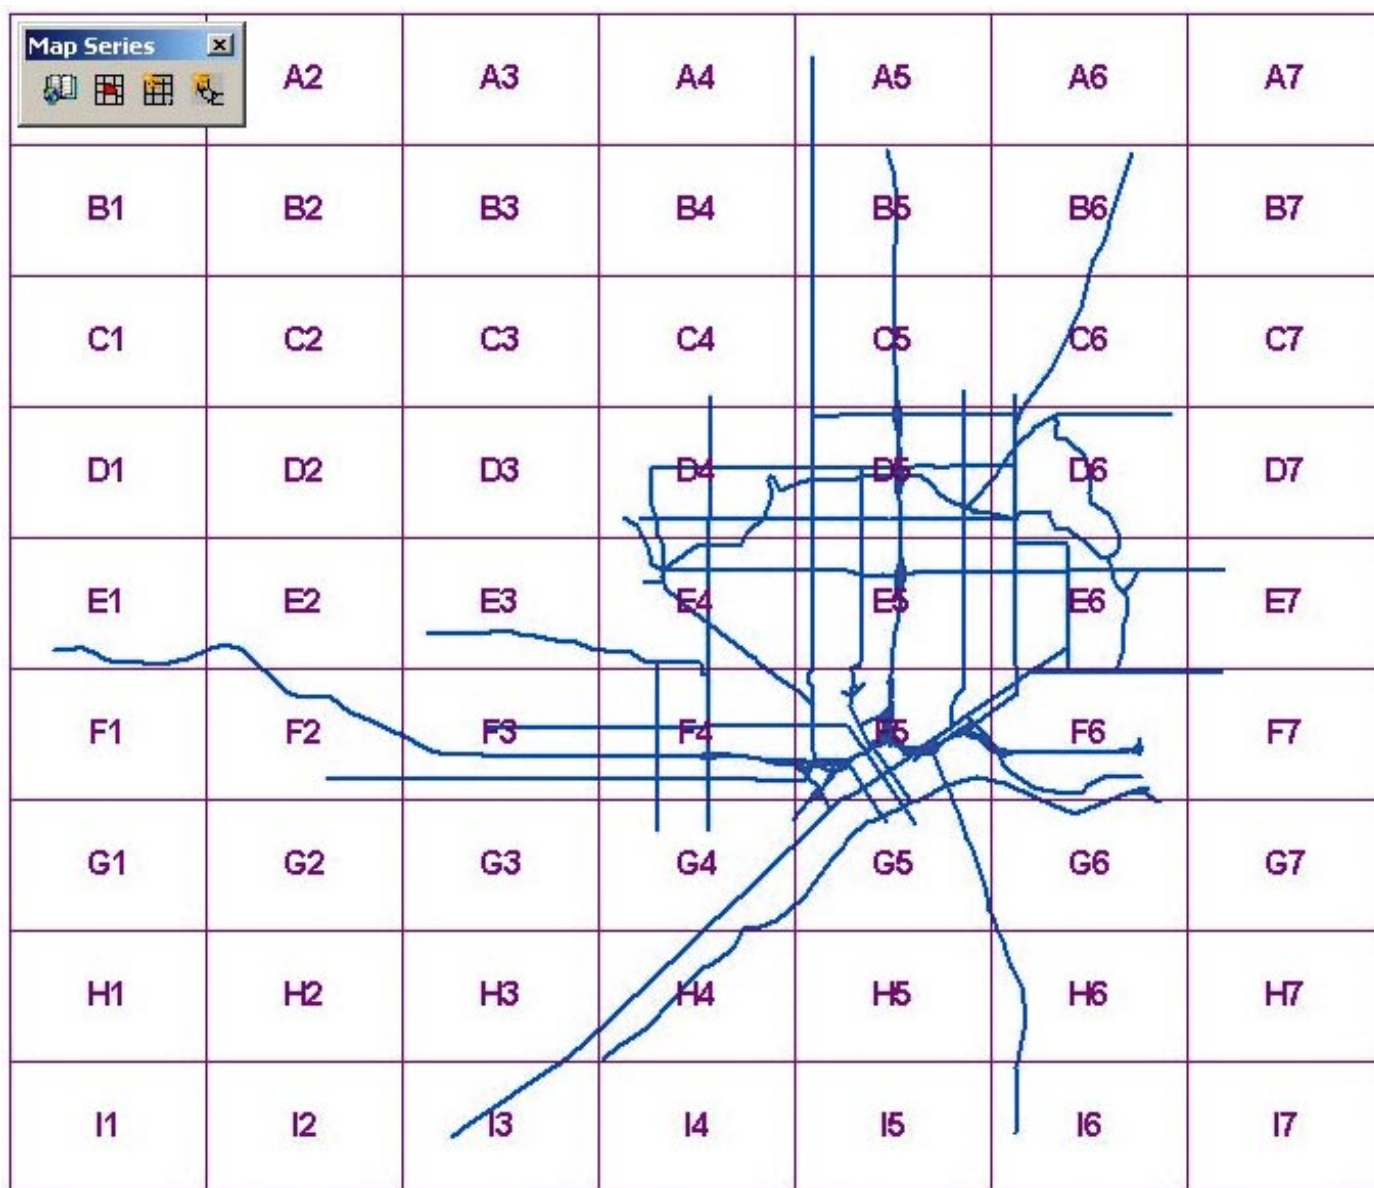 Map Series
A2 A3 A4 A5 A6 A7
B1 B2 B3 B4 B5 B6 B7
C1 C2 C3 C4 C5 C6 C7
D1 D2 D3 D4 D5 D6 D7
E1 E2 E3 E4 E5 E6 E7
F1 F2 F3 F4 F5 F6 F7
G1 G2 G3 G4 G5 G6 G7
H1 H2 H3 H4 H5 H6 H7
I1 I2 I3 I4 I5 I6 I7